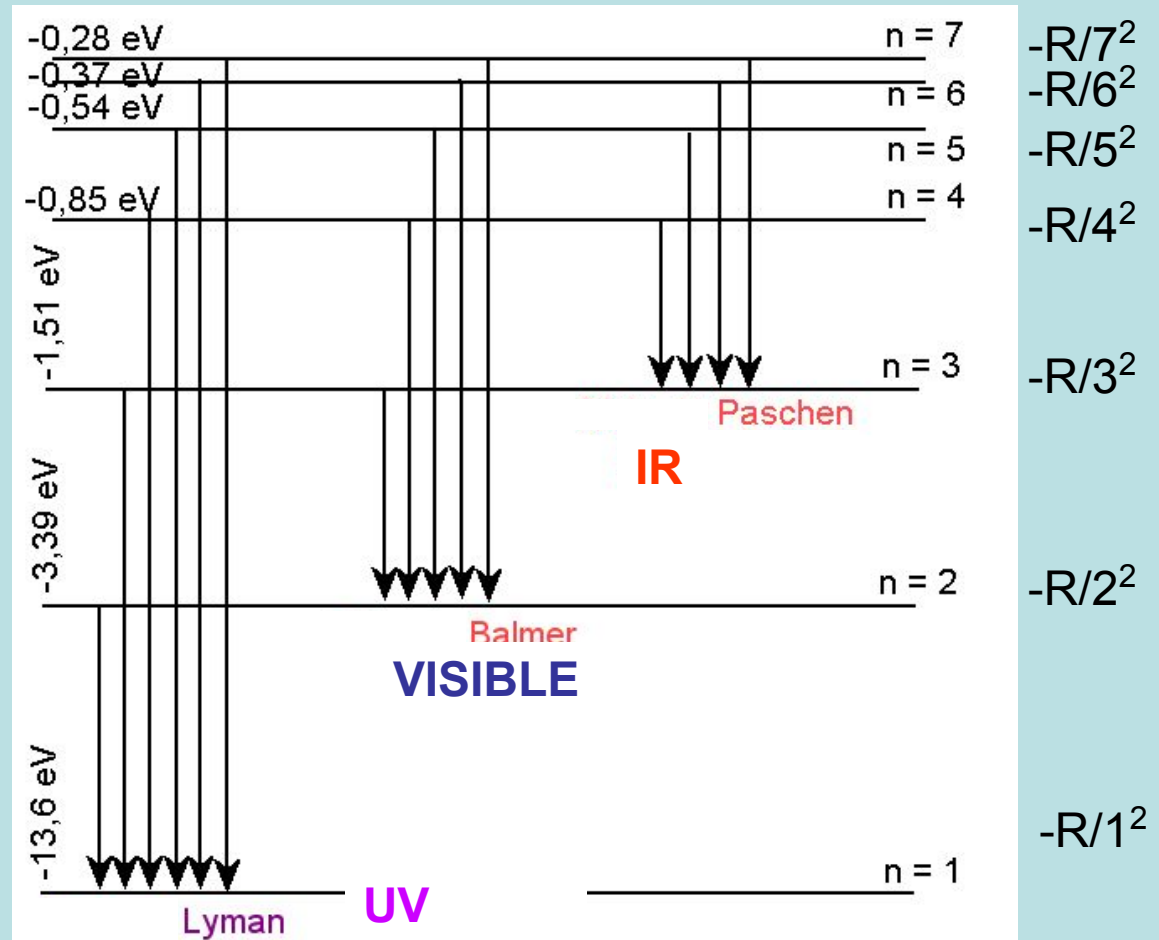 -0,28 eV n = 7 -R/7²
-0,37 eV n = 6 -R/6²
-0,54 eV n = 5 -R/5²
-0,85 eV n = 4 -R/4²
-1,51 eV n = 3 -R/3²
Paschen
IR
-3,39 eV n = 2 -R/2²
Balmer
VISIBLE
-13,6 eV n = 1 -R/1²
Lyman UV